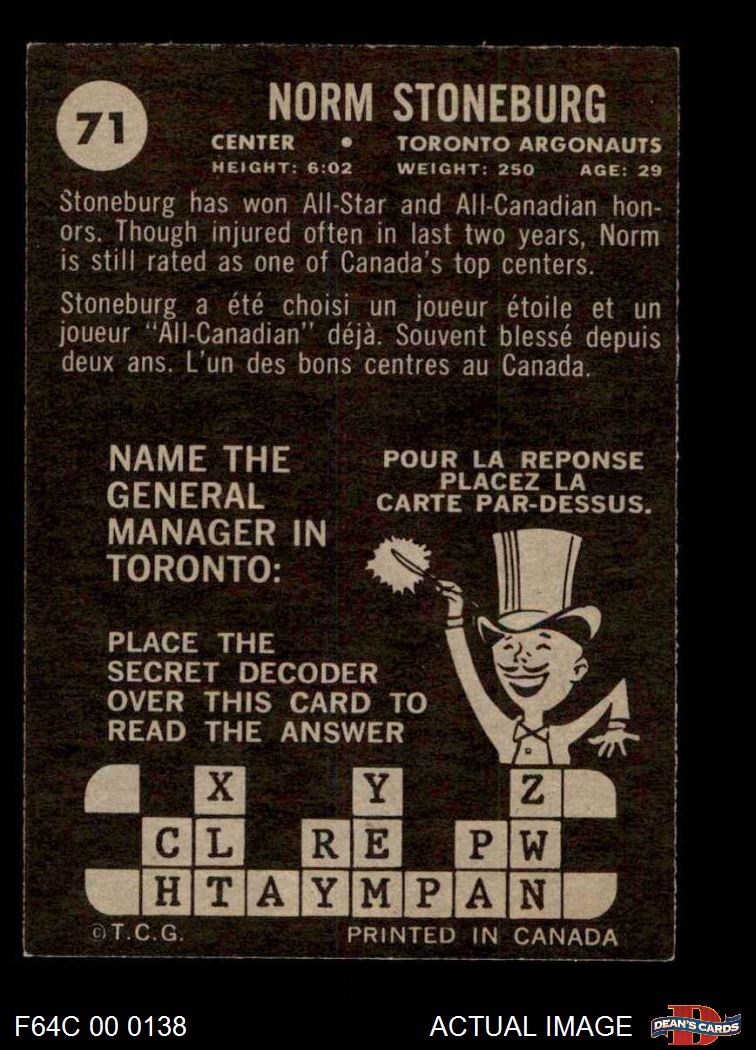 71
NORM STONEBURG
CENTER • TORONTO ARGONAUTS
HEIGHT: 6:02 WEIGHT: 250 AGE: 29
Stoneburg has won All-Star and All-Canadian hon-
ors. Though injured often in last two years, Norm
is still rated as one of Canada's top centers.
Stoneburg a été choisi un joueur étoile et un
joueur "All-Canadian" déjà. Souvent blessé depuis
deux ans. L'un des bons centres au Canada.
NAME THE
GENERAL
MANAGER IN
TORONTO:
POUR LA REPONSE
PLACEZ LA
CARTE PAR-DESSUS.
PLACE THE
SECRET DECODER
OVER THIS CARD TO
READ THE ANSWER
X Y Z
C L R E P W
H T A Y M P A N
©T.C.G. PRINTED IN CANADA
F64C 00 0138 ACTUAL IMAGE
D
DEAN'S CARDS